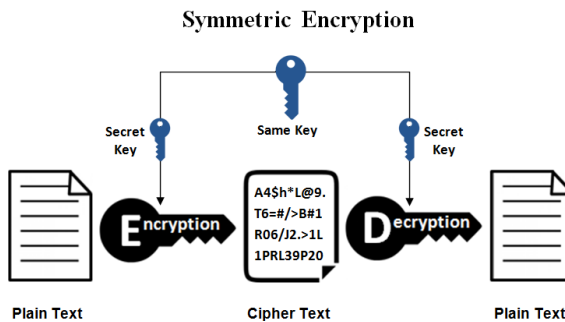 Symmetric Encryption
Secret
Key
Same Key
Secret
Key
Encryption
A4$h*L@9.
T6=#/>B#1
R06/J2.>1L
1PRL39P20
Decryption
Plain Text
Cipher Text
Plain Text